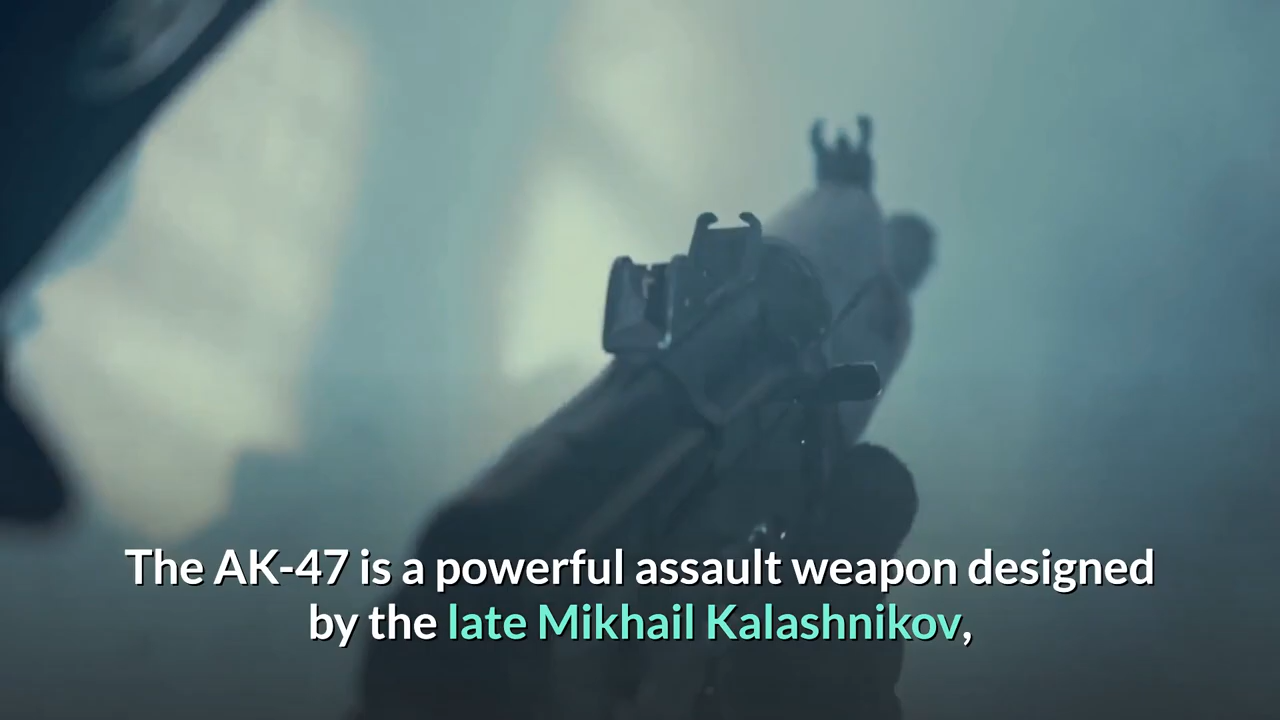 The AK-47 is a powerful assault weapon designed
by the late Mikhail Kalashnikov,